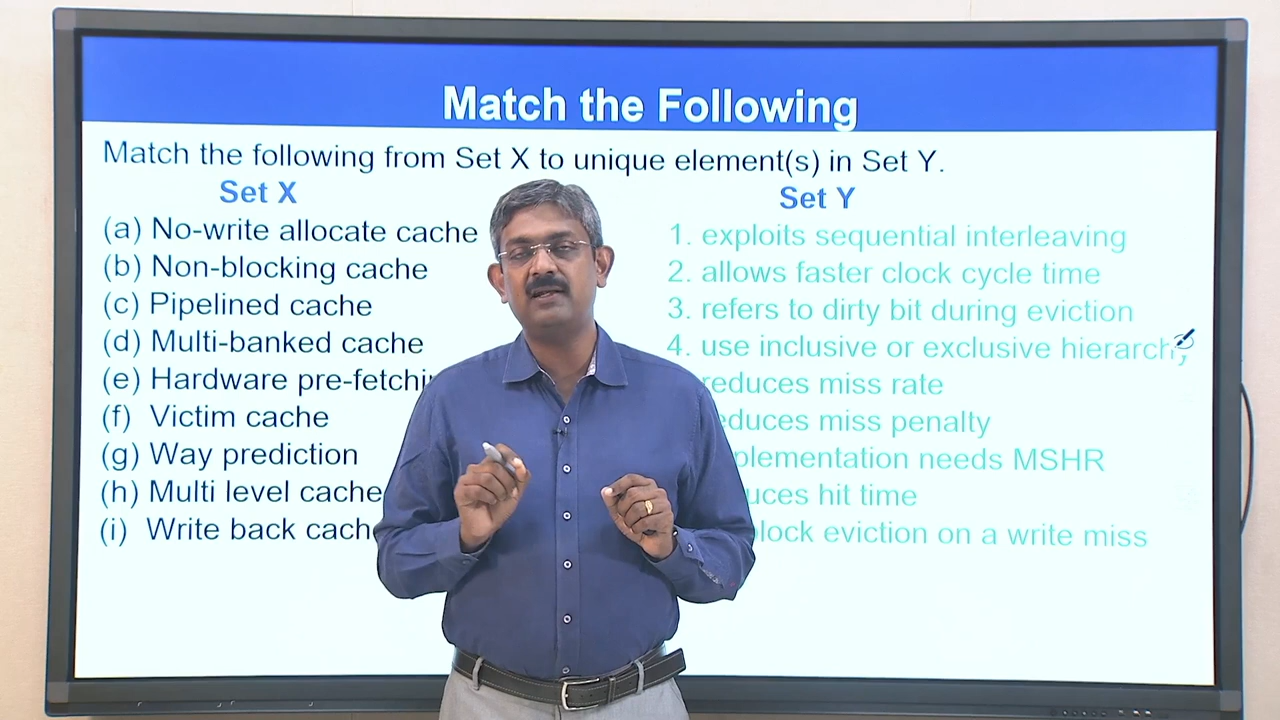 Match the Following
Match the following from Set X to unique element(s) in Set Y.
Set X
(a) No-write allocate cache
(b) Non-blocking cache
(c) Pipelined cache
(d) Multi-banked cache
(e) Hardware pre-fetchi
(f) Victim cache
(g) Way prediction
(h) Multi level cache
(i) Write back cach
Set Y
1. exploits sequential interleaving
2. allows faster clock cycle time
3. refers to dirty bit during eviction
4. use inclusive or exclusive hierarchy
reduces miss rate
educes miss penalty
plementation needs MSHR
uces hit time
block eviction on a write miss